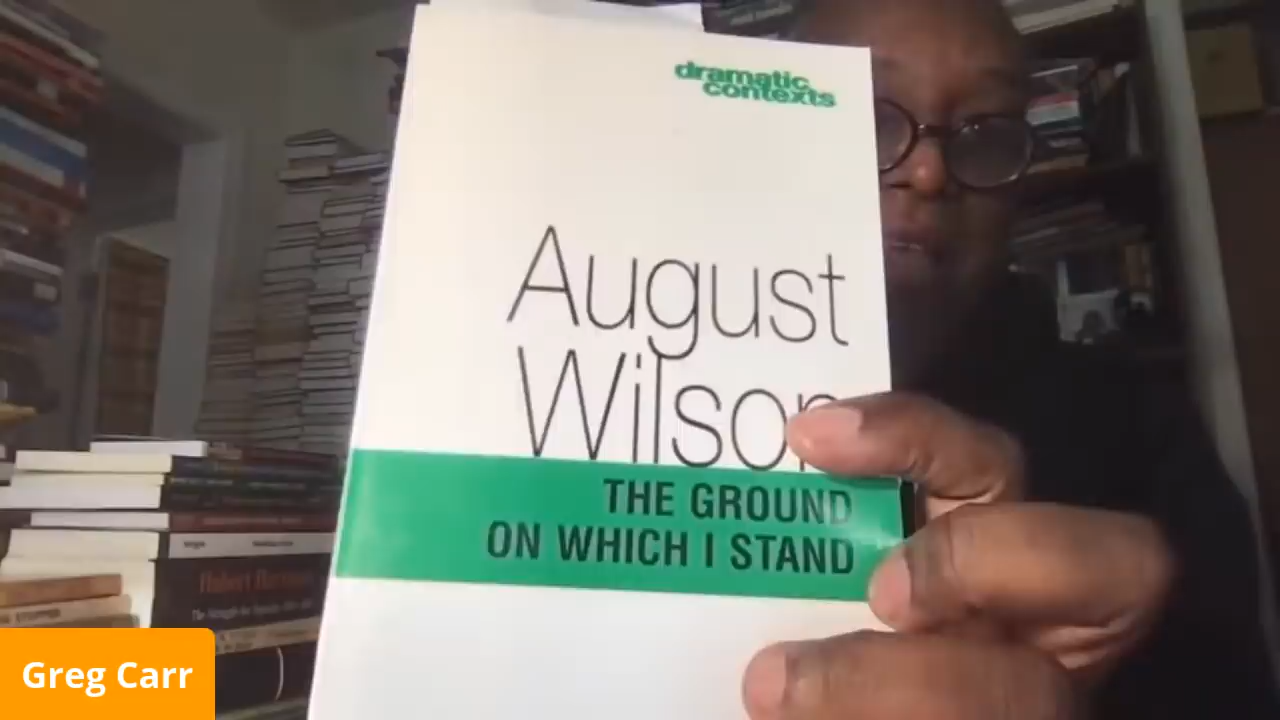 dramatic
contexts
August
Wilson
THE GROUND
ON WHICH I STAND
Greg Carr